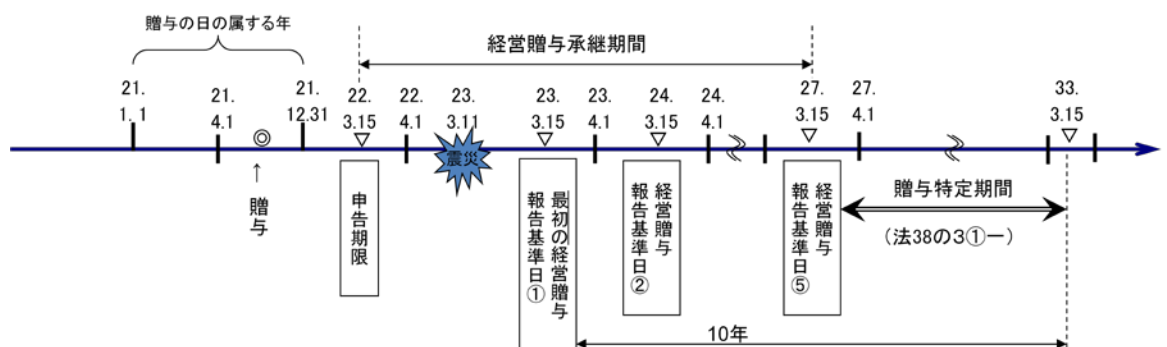 贈与の日の属する年
経営贈与承継期間
21.
1. 1
21.
4.1
21.
12.31
22.
3.15
22.
4.1
23.
3.11
23.
3.15
23.
4.1
24.
3.15
24.
4.1
27.
3.15
27.
4.1
33.
3.15
震災
↑
贈与
申告期限
最初の経営贈与
報告基準日①
経営贈与
報告基準日②
経営贈与
報告基準日⑤
贈与特定期間
(法38の3①一)
10年